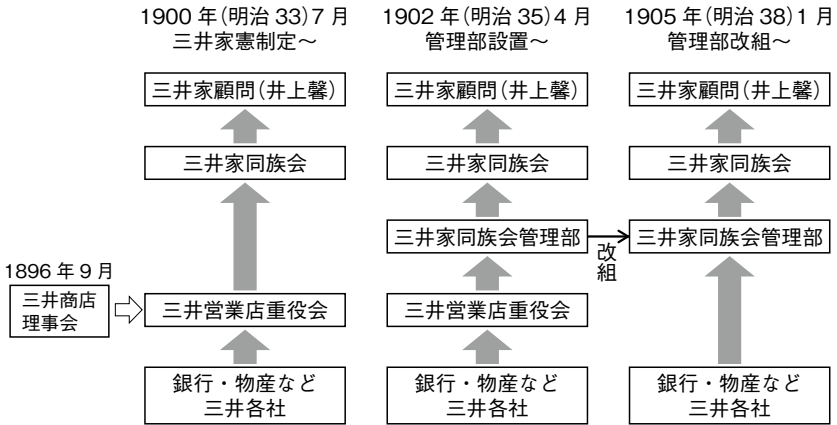 1900年(明治33)7月
三井家憲制定～
三井家顧問(井上馨)
三井家同族会
1896年9月
三井商店
理事会
三井営業店重役会
銀行・物産など
三井各社
1902年(明治35)4月
管理部設置～
三井家顧問(井上馨)
三井家同族会
三井家同族会管理部
改組
三井営業店重役会
銀行・物産など
三井各社
1905年(明治38)1月
管理部改組～
三井家顧問(井上馨)
三井家同族会
三井家同族会管理部
銀行・物産など
三井各社